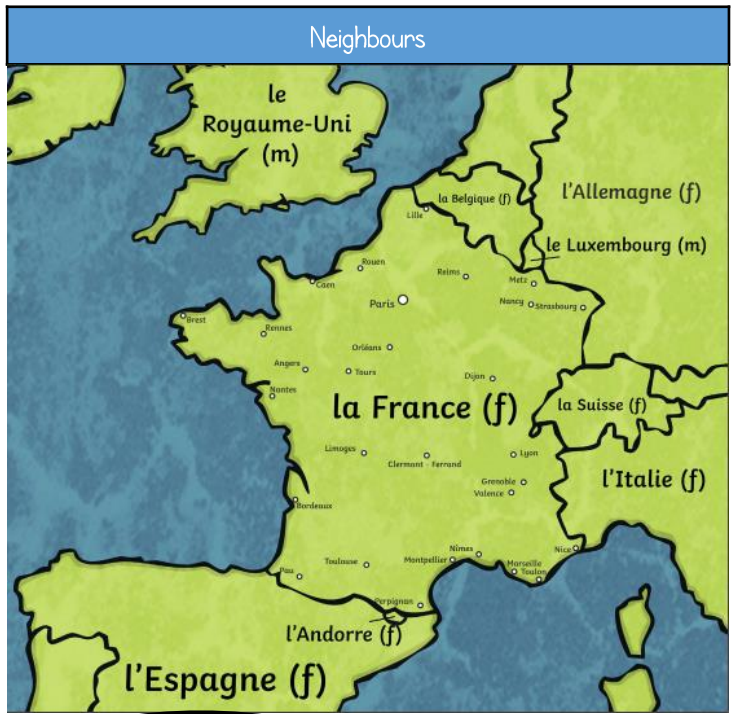 Neighbours
le
Royaume-Uni
(m)
l'Allemagne (f)
la Belgique (f)
Lille
le Luxembourg (m)
Rouen
Reims
Metz
Caen
Paris
Nancy
Strasbourg
Brest
Rennes
Orléans
Angers
Tours
Dijon
Nantes
la France (f)
la Suisse (f)
Limoges
Clermont - Ferrand
Lyon
l'Italie (f)
Grenoble
Valence
Bordeaux
Nîmes
Nice
Toulouse
Montpellier
Marseille
Pau
Toulon
Perpignan
l'Andorre (f)
l'Espagne (f)